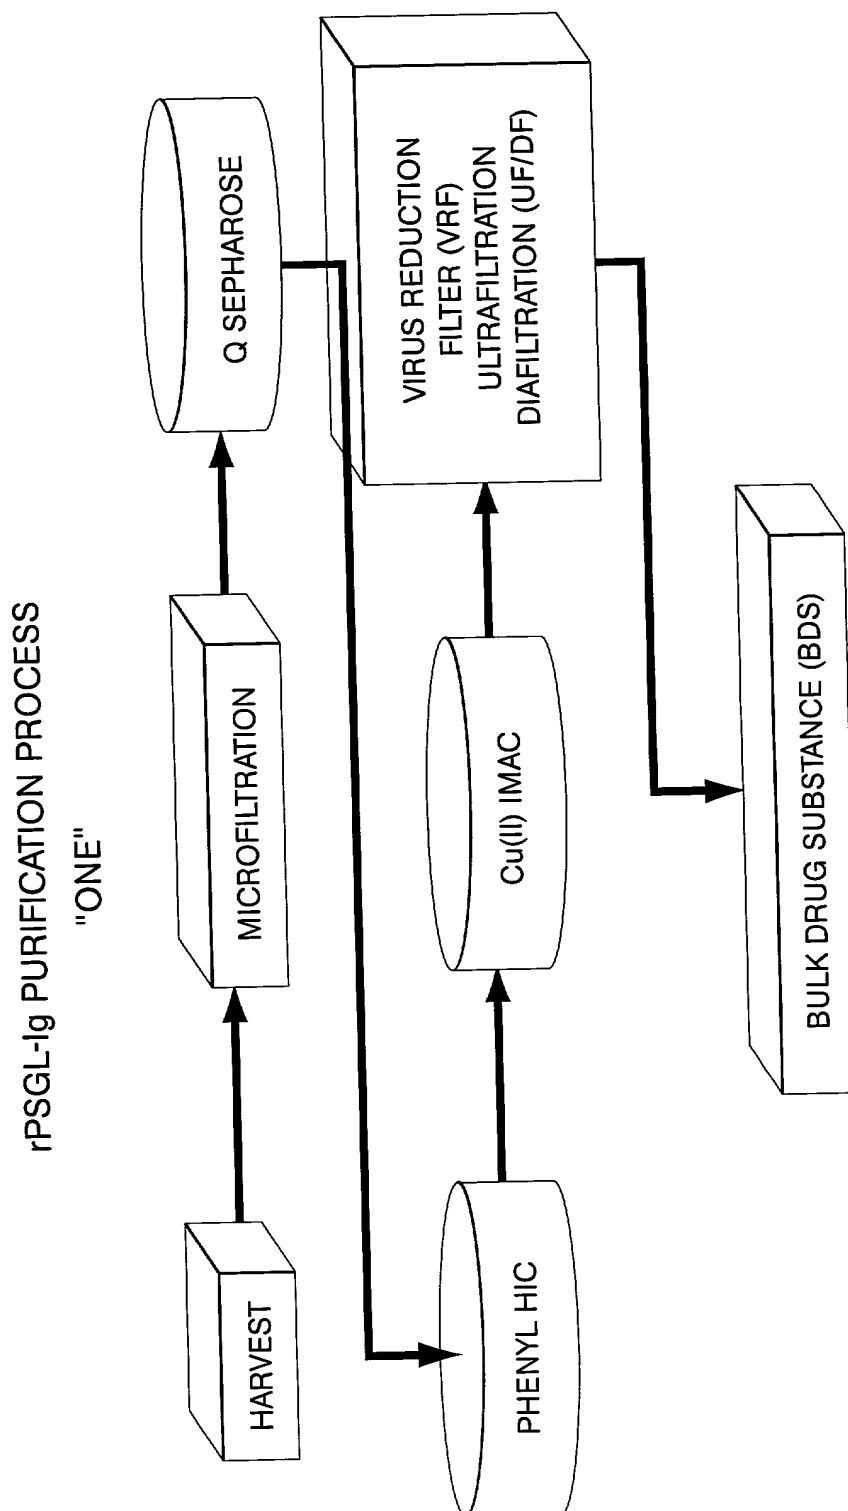 rPSGL-Ig PURIFICATION PROCESS
"ONE"
HARVEST
MICROFILTRATION
Q SEPHAROSE
PHENYL HIC
Cu(II) IMAC
VIRUS REDUCTION
FILTER (VRF)
ULTRAFILTRATION
DIAFILTRATION (UF/DF)
BULK DRUG SUBSTANCE (BDS)